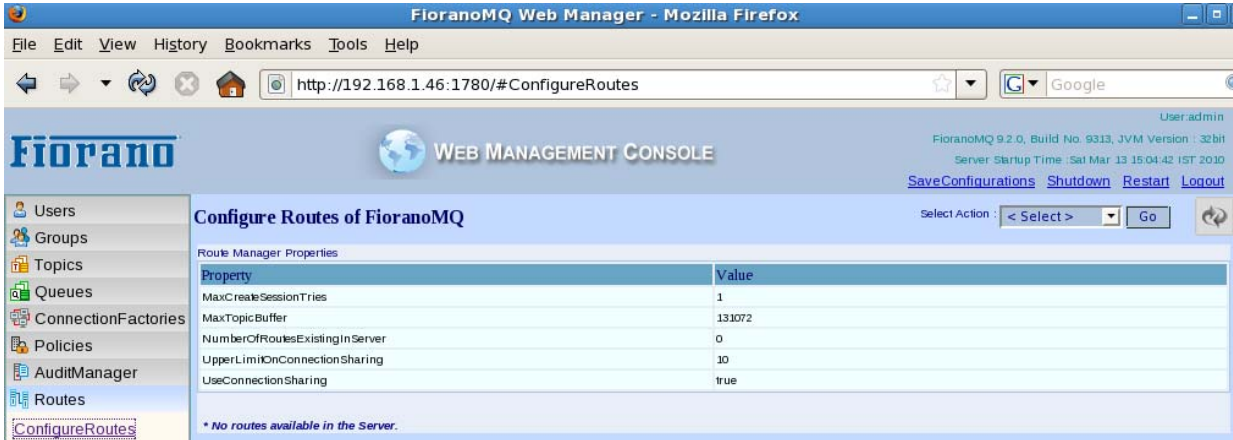 FioranoMQ Web Manager - Mozilla Firefox
File Edit View History Bookmarks Tools Help
http://192.168.1.46:1780/#ConfigureRoutes
G Google
Fiorano
WEB MANAGEMENT CONSOLE
User:admin
FioranoMQ 9.2.0, Build No. 9313, JVM Version : 32bit
Server Startup Time :Sat Mar 13 15:04:42 IST 2010
SaveConfigurations Shutdown Restart Logout
Users
Groups
Topics
Queues
ConnectionFactories
Policies
AuditManager
Routes
ConfigureRoutes
Configure Routes of FioranoMQ
Select Action : < Select > Go
Route Manager Properties
Property Value
MaxCreateSessionTries 1
MaxTopicBuffer 131072
NumberOfRoutesExistingInServer 0
UpperLimitOnConnectionSharing 10
UseConnectionSharing true
* No routes available in the Server.